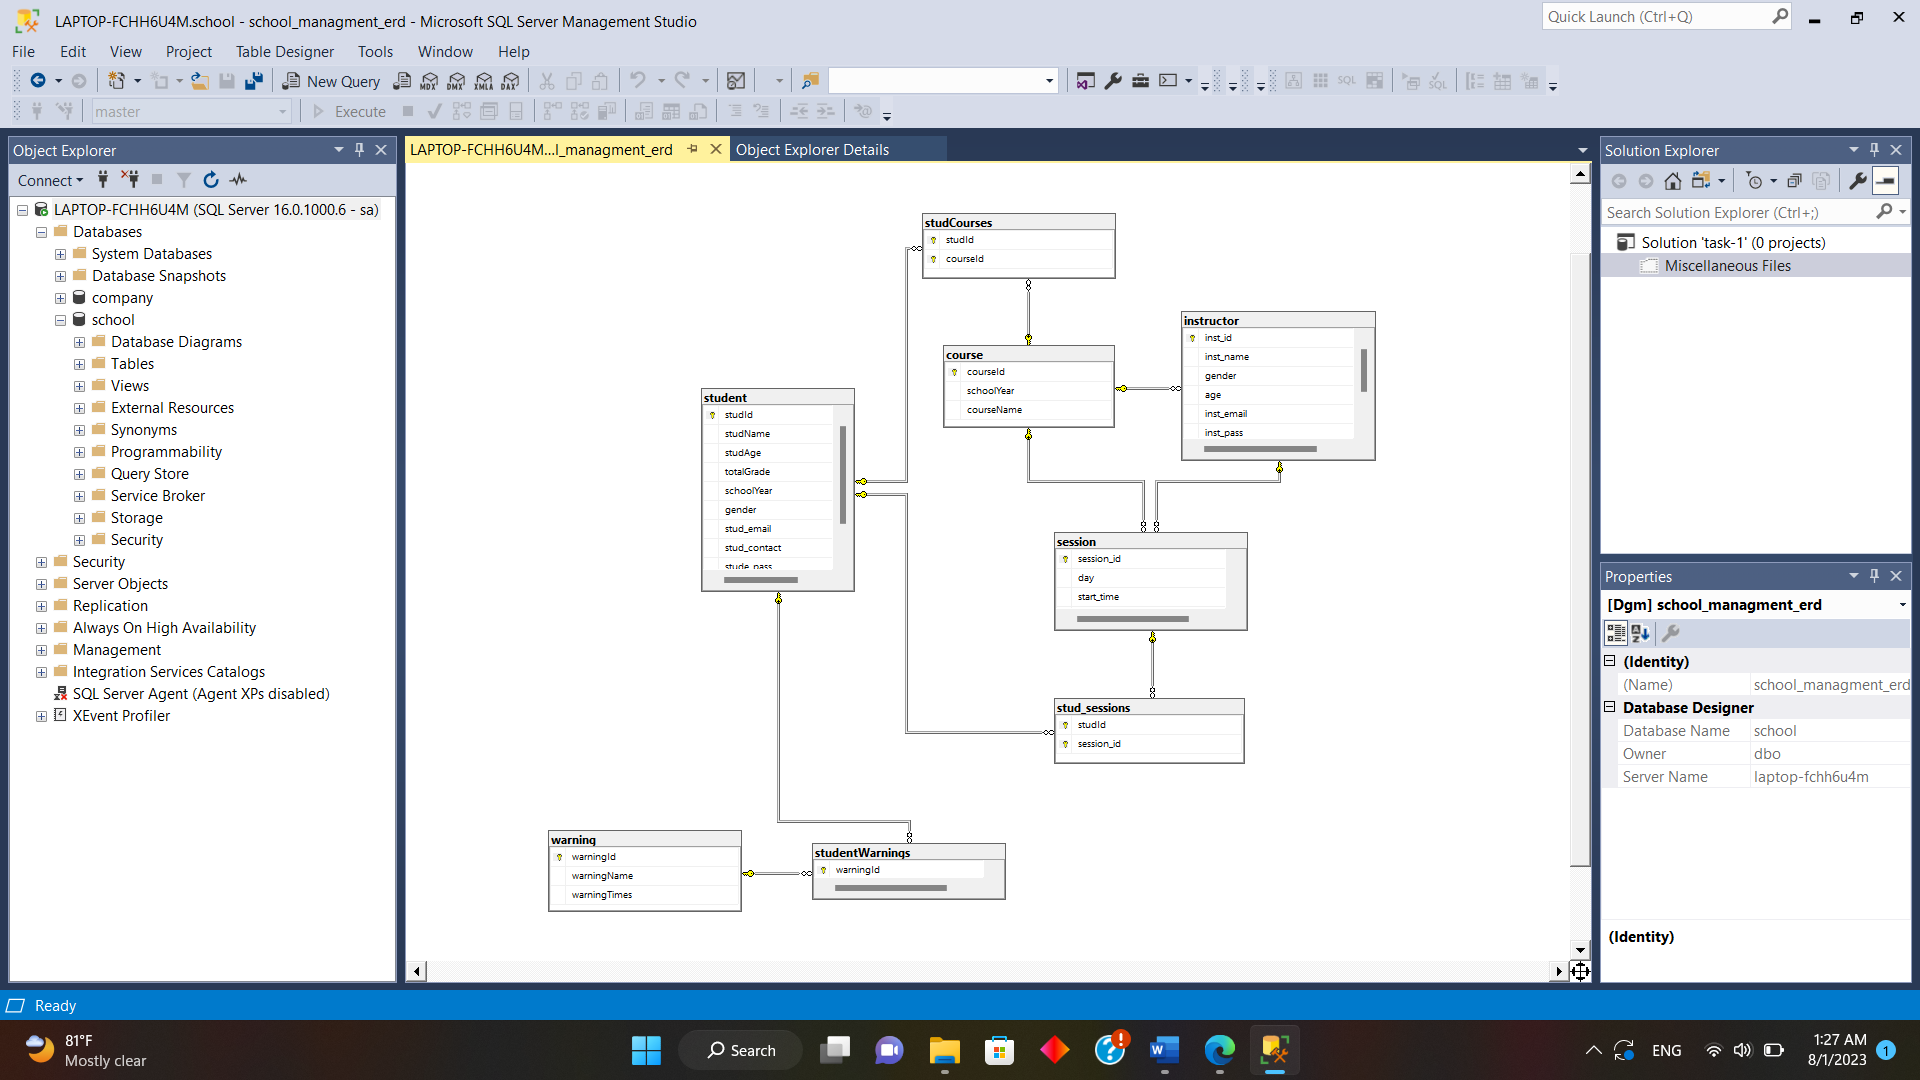 LAPTOP-FCHH6U4M.school - school_managment_erd - Microsoft SQL Server Management Studio
Quick Launch (Ctrl+Q)
File Edit View Project Table Designer Tools Window Help
New Query MDX DMX XMLA DAX SQL SQL
master Execute
Object Explorer
Connect
LAPTOP-FCHH6U4M (SQL Server 16.0.1000.6 - sa)
Databases
System Databases
Database Snapshots
company
school
Database Diagrams
Tables
Views
External Resources
Synonyms
Programmability
Query Store
Service Broker
Storage
Security
Security
Server Objects
Replication
Always On High Availability
Management
Integration Services Catalogs
SQL Server Agent (Agent XPs disabled)
XEvent Profiler
LAPTOP-FCHH6U4M...l_managment_erd
Object Explorer Details
studCourses
studId
courseId
instructor
inst_id
inst_name
gender
age
inst_email
inst_pass
course
courseId
schoolYear
courseName
student
studId
studName
studAge
totalGrade
schoolYear
gender
stud_email
stud_contact
stude_pass
session
session_id
day
start_time
stud_sessions
studId
session_id
warning
warningId
warningName
warningTimes
studentWarnings
warningId
Solution Explorer
Search Solution Explorer (Ctrl+;)
Solution 'task-1' (0 projects)
Miscellaneous Files
Properties
[Dgm] school_managment_erd
(Identity)
(Name) school_managment_erd
Database Designer
Database Name school
Owner dbo
Server Name laptop-fchh6u4m
(Identity)
Ready
81°F
Mostly clear
Search
ENG
1:27 AM
8/1/2023
1